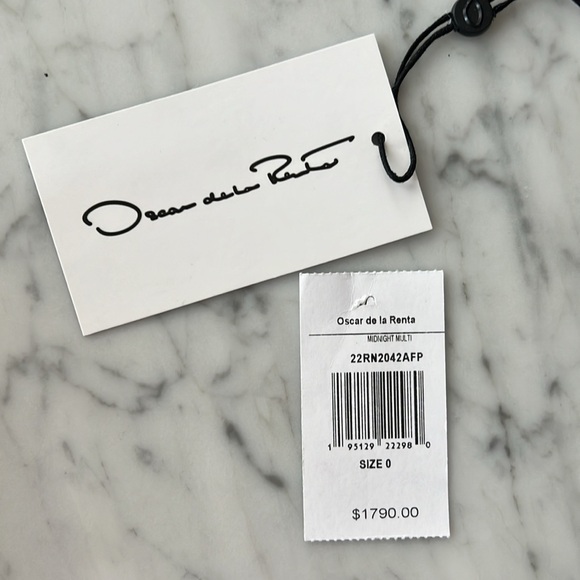 Oscar de la Renta
Oscar de la Renta
MIDNIGHT MULTI
22RN2042AFP
1 95129 22298 0
SIZE 0
$1790.00